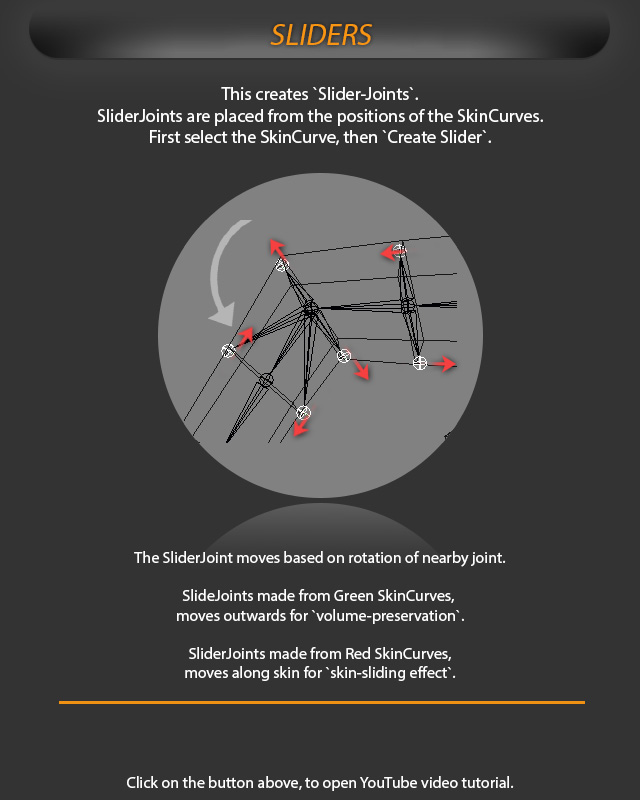 SLIDERS
This creates `Slider-Joints`.
SliderJoints are placed from the positions of the SkinCurves.
First select the SkinCurve, then `Create Slider`.
The SliderJoint moves based on rotation of nearby joint.
SlideJoints made from Green SkinCurves,
moves outwards for `volume-preservation`.
SliderJoints made from Red SkinCurves,
moves along skin for `skin-sliding effect`.
Click on the button above, to open YouTube video tutorial.